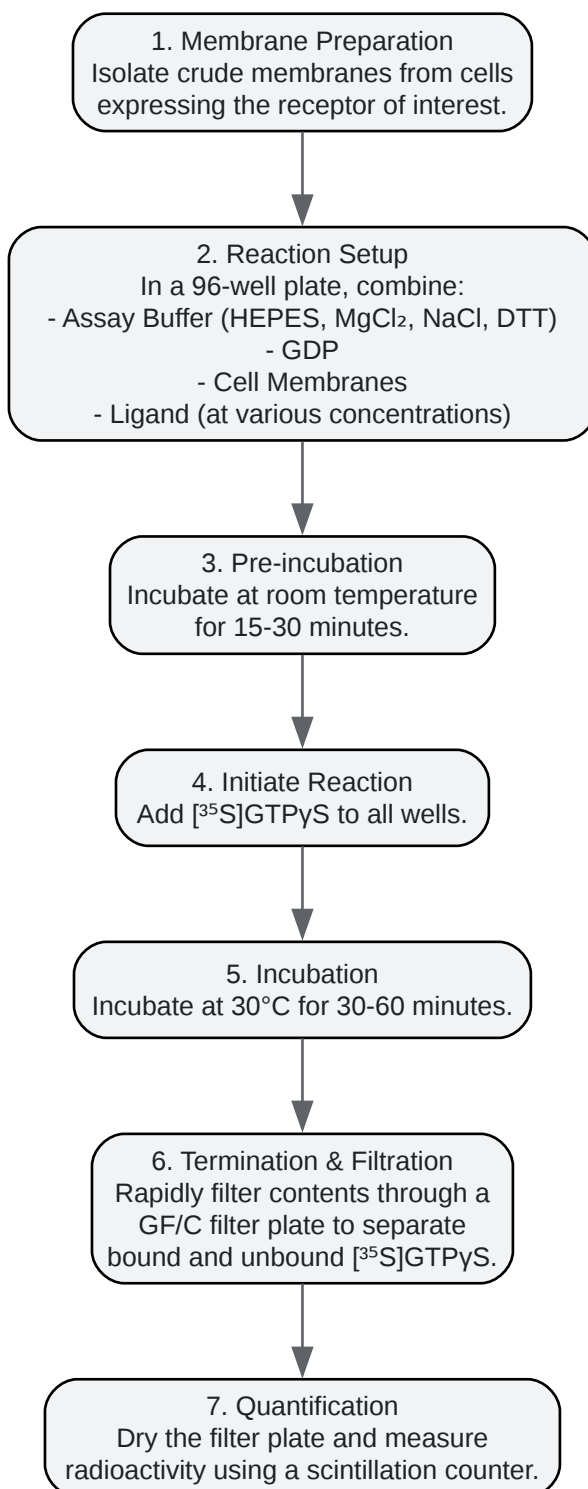 1. Membrane Preparation
Isolate crude membranes from cells
expressing the receptor of interest.
2. Reaction Setup
In a 96-well plate, combine:
- Assay Buffer (HEPES, MgCl₂, NaCl, DTT)
- GDP
- Cell Membranes
- Ligand (at various concentrations)
3. Pre-incubation
Incubate at room temperature
for 15-30 minutes.
4. Initiate Reaction
Add [³⁵S]GTPγS to all wells.
5. Incubation
Incubate at 30°C for 30-60 minutes.
6. Termination & Filtration
Rapidly filter contents through a
GF/C filter plate to separate
bound and unbound [³⁵S]GTPγS.
7. Quantification
Dry the filter plate and measure
radioactivity using a scintillation counter.